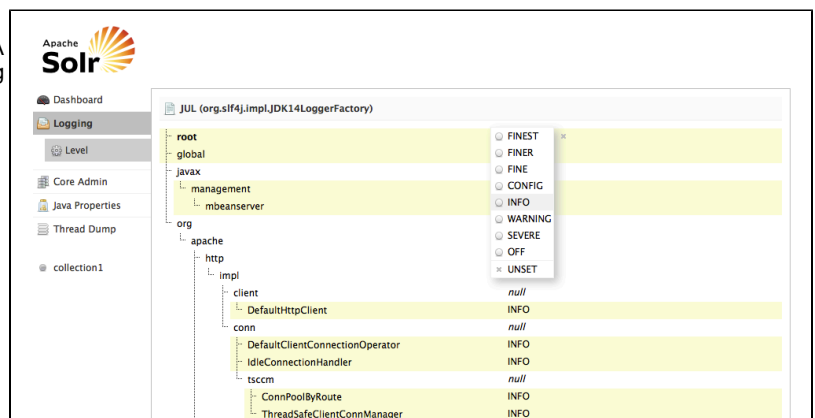 A
g
Apache
Solr
Dashboard
Logging
Level
Core Admin
Java Properties
Thread Dump
collection1
JUL (org.slf4j.impl.JDK14LoggerFactory)
root
global
javax
management
mbeanserver
org
apache
http
impl
client null
DefaultHttpClient INFO
conn null
DefaultClientConnectionOperator INFO
IdleConnectionHandler INFO
tsccm null
ConnPoolByRoute INFO
ThreadSafeClientConnManager INFO
FINEST
FINER
FINE
CONFIG
INFO
WARNING
SEVERE
OFF
UNSET